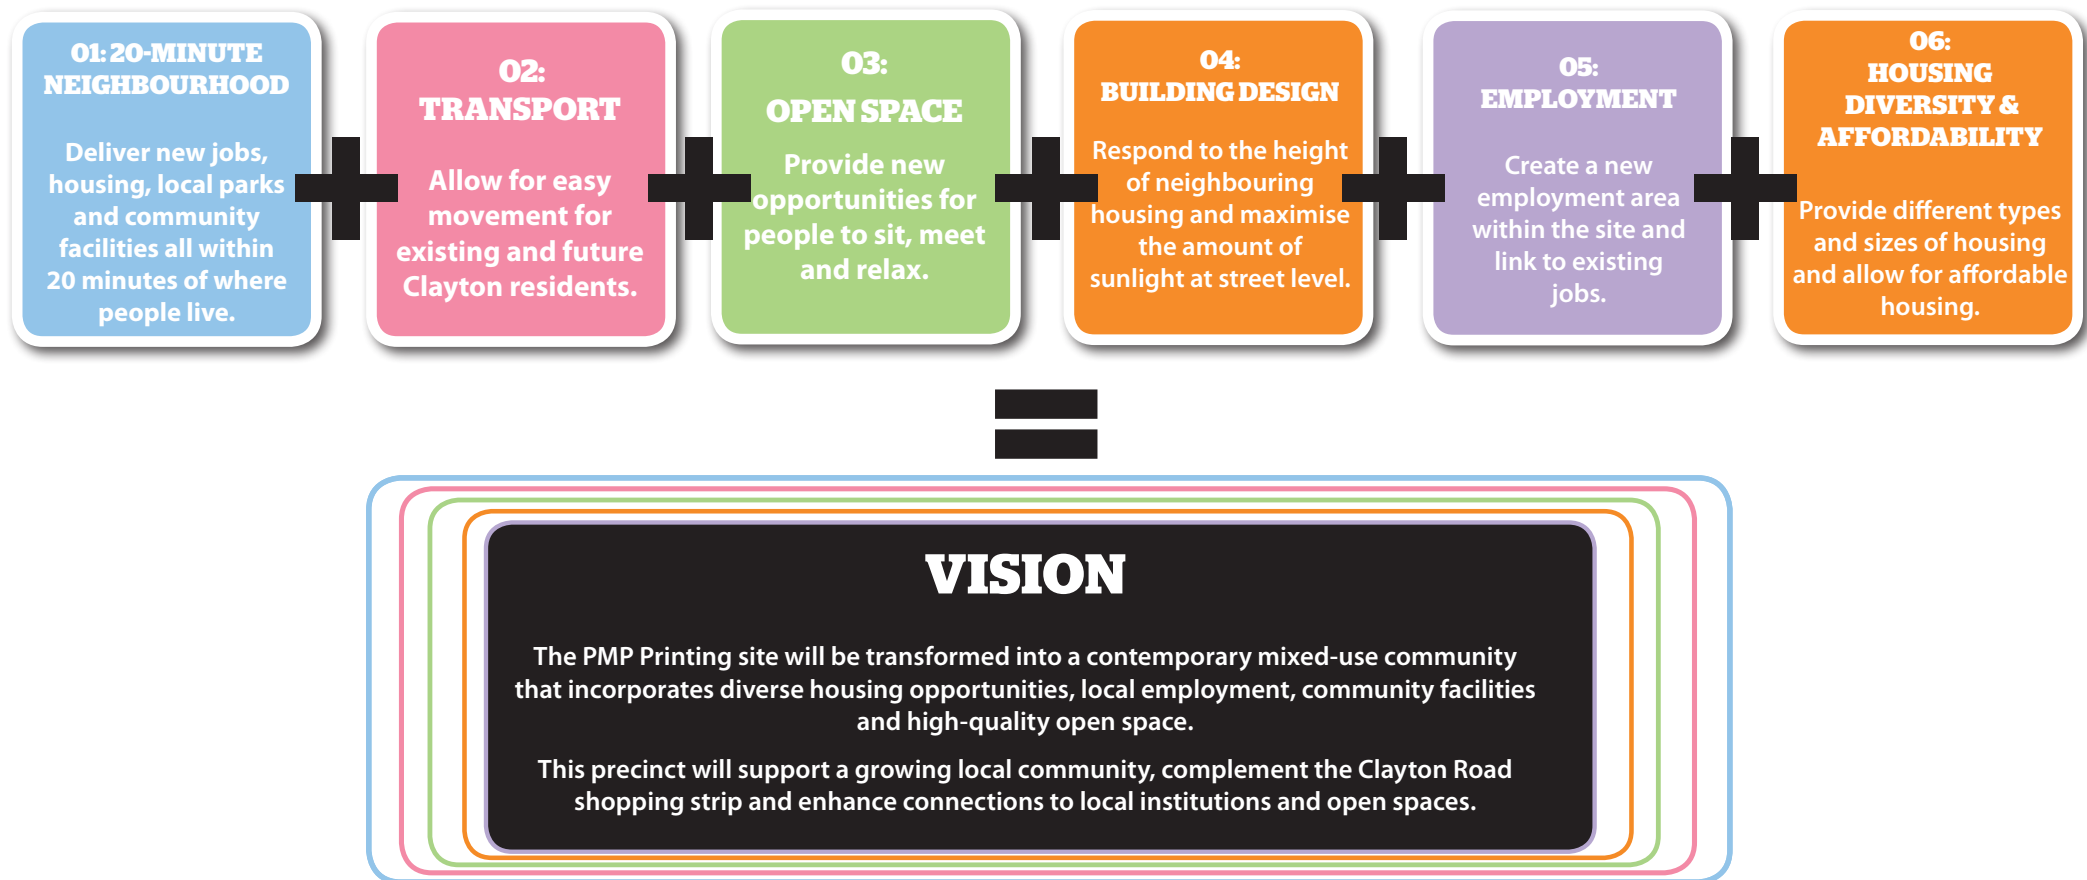 01: 20-MINUTE
NEIGHBOURHOOD
Deliver new jobs,
housing, local parks
and community
facilities all within
20 minutes of where
people live.
02:
TRANSPORT
Allow for easy
movement for
existing and future
Clayton residents.
03:
OPEN SPACE
Provide new
opportunities for
people to sit, meet
and relax.
04:
BUILDING DESIGN
Respond to the height
of neighbouring
housing and maximise
the amount of
sunlight at street level.
05:
EMPLOYMENT
Create a new
employment area
within the site and
link to existing
jobs.
06:
HOUSING
DIVERSITY &
AFFORDABILITY
Provide different types
and sizes of housing
and allow for affordable
housing.
VISION
The PMP Printing site will be transformed into a contemporary mixed-use community
that incorporates diverse housing opportunities, local employment, community facilities
and high-quality open space.
This precinct will support a growing local community, complement the Clayton Road
shopping strip and enhance connections to local institutions and open spaces.